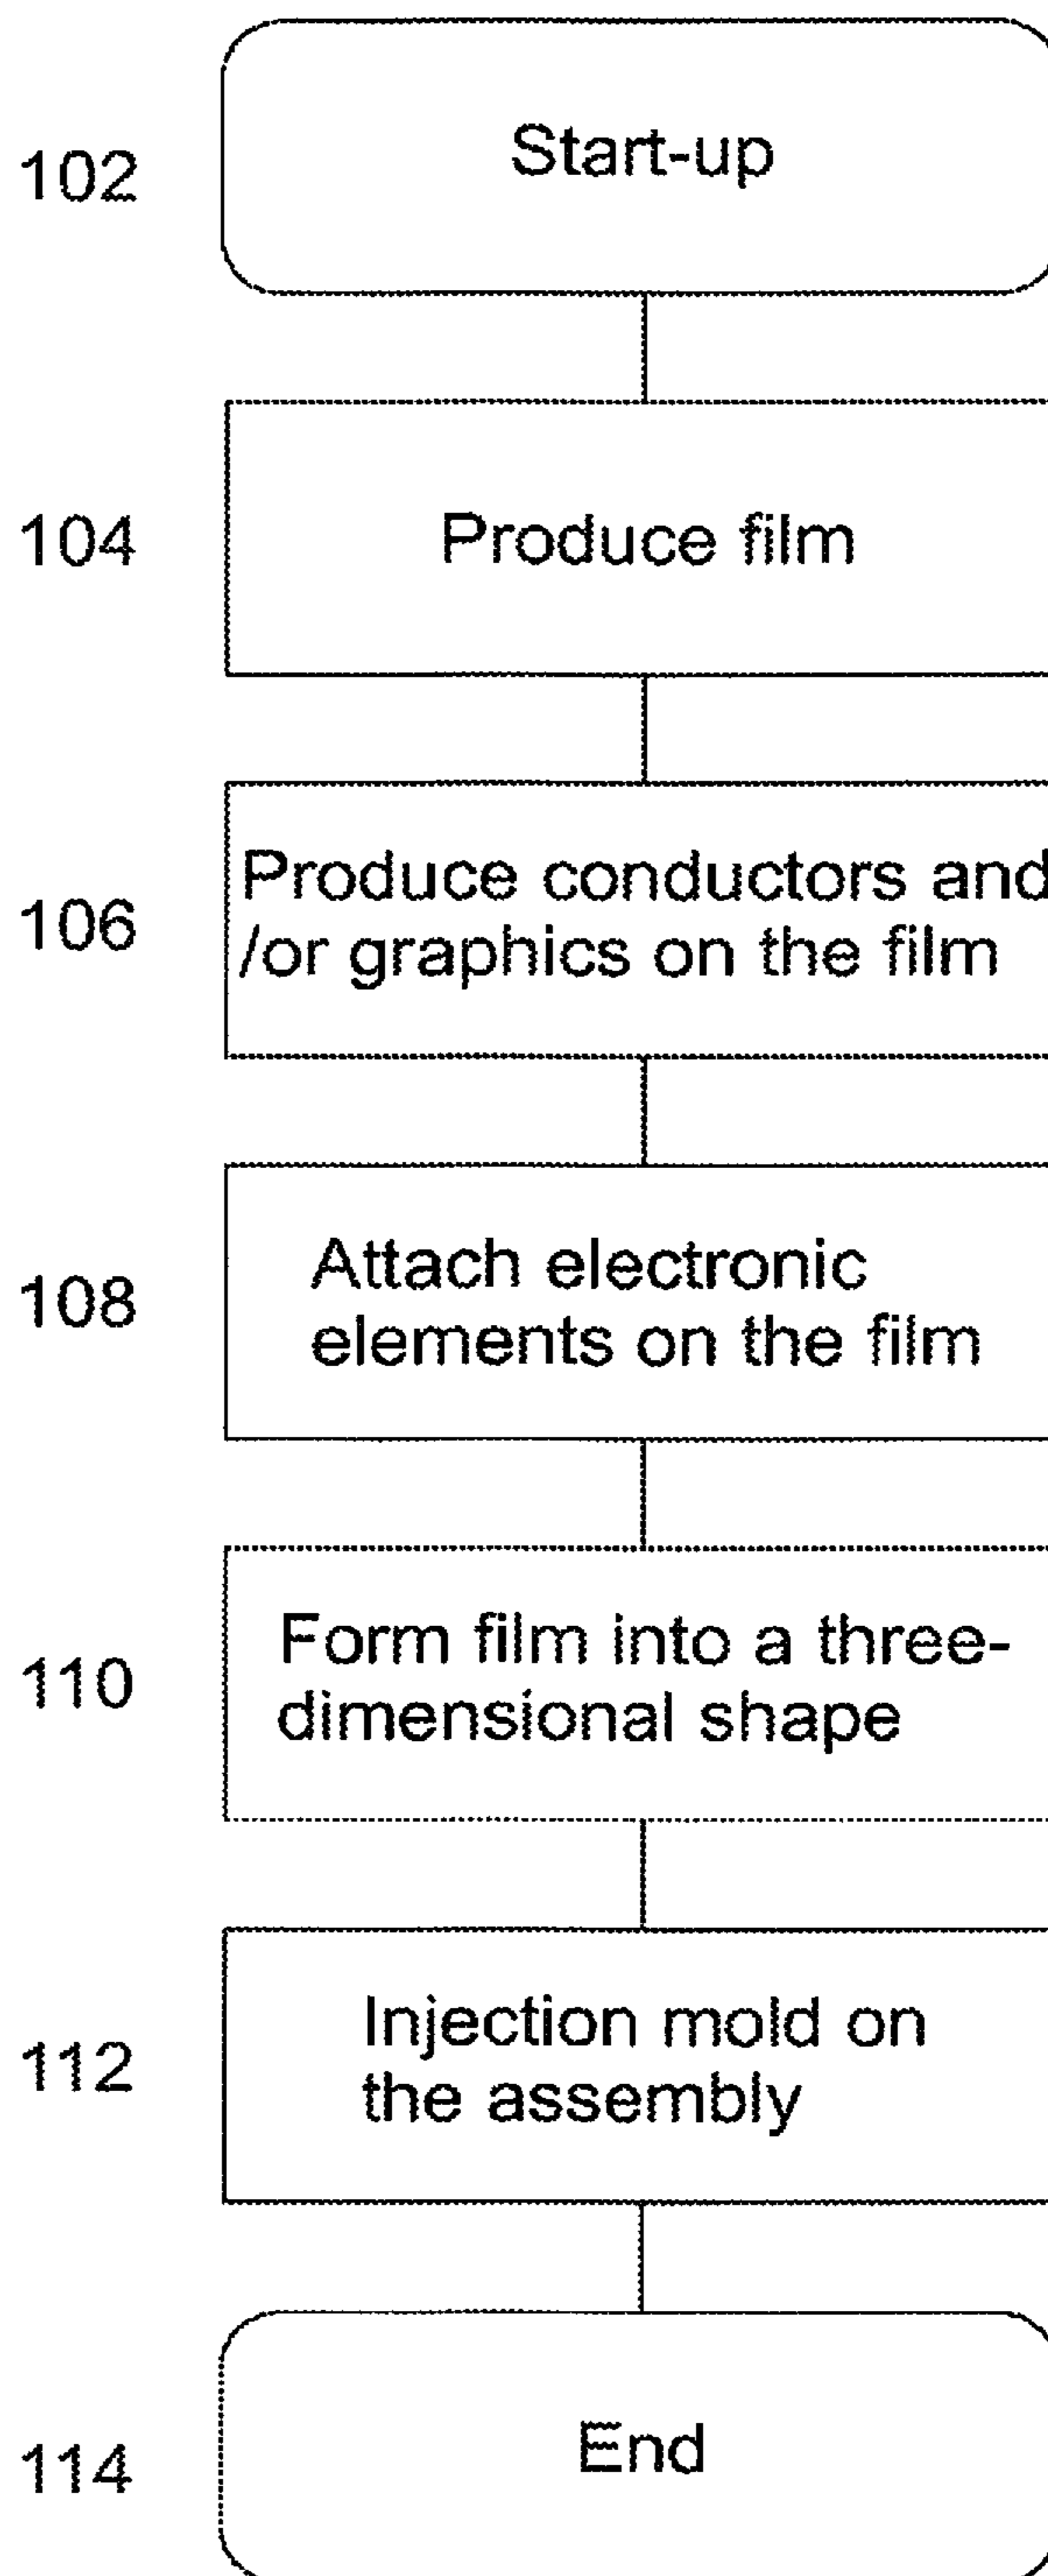 102
Start-up
104
Produce film
106
Produce conductors and
/or graphics on the film
108
Attach electronic
elements on the film
110
Form film into a three-
dimensional shape
112
Injection mold on
the assembly
114
End